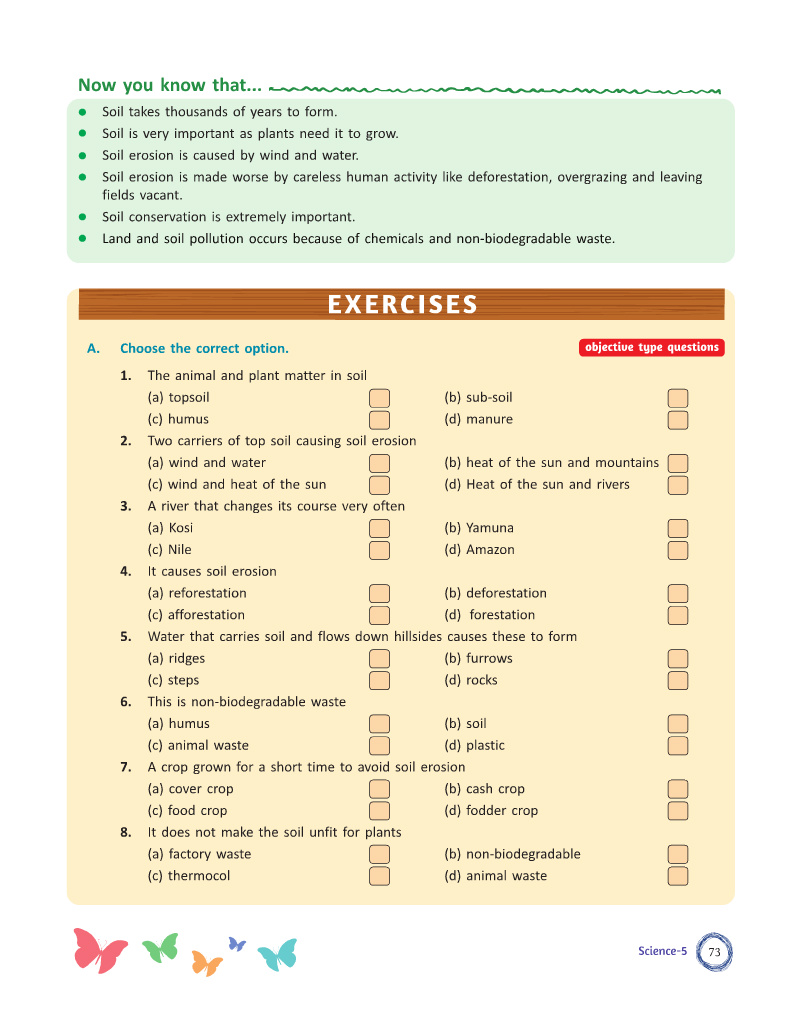 Now you know that...
Soil takes thousands of years to form.
Soil is very important as plants need it to grow.
Soil erosion is caused by wind and water.
Soil erosion is made worse by careless human activity like deforestation, overgrazing and leaving
fields vacant.
Soil conservation is extremely important.
Land and soil pollution occurs because of chemicals and non-biodegradable waste.
EXERCISES
A. Choose the correct option. objective type questions
1. The animal and plant matter in soil
(a) topsoil (b) sub-soil
(c) humus (d) manure
2. Two carriers of top soil causing soil erosion
(a) wind and water (b) heat of the sun and mountains
(c) wind and heat of the sun (d) Heat of the sun and rivers
3. A river that changes its course very often
(a) Kosi (b) Yamuna
(c) Nile (d) Amazon
4. It causes soil erosion
(a) reforestation (b) deforestation
(c) afforestation (d) forestation
5. Water that carries soil and flows down hillsides causes these to form
(a) ridges (b) furrows
(c) steps (d) rocks
6. This is non-biodegradable waste
(a) humus (b) soil
(c) animal waste (d) plastic
7. A crop grown for a short time to avoid soil erosion
(a) cover crop (b) cash crop
(c) food crop (d) fodder crop
8. It does not make the soil unfit for plants
(a) factory waste (b) non-biodegradable
(c) thermocol (d) animal waste
Science-5 73